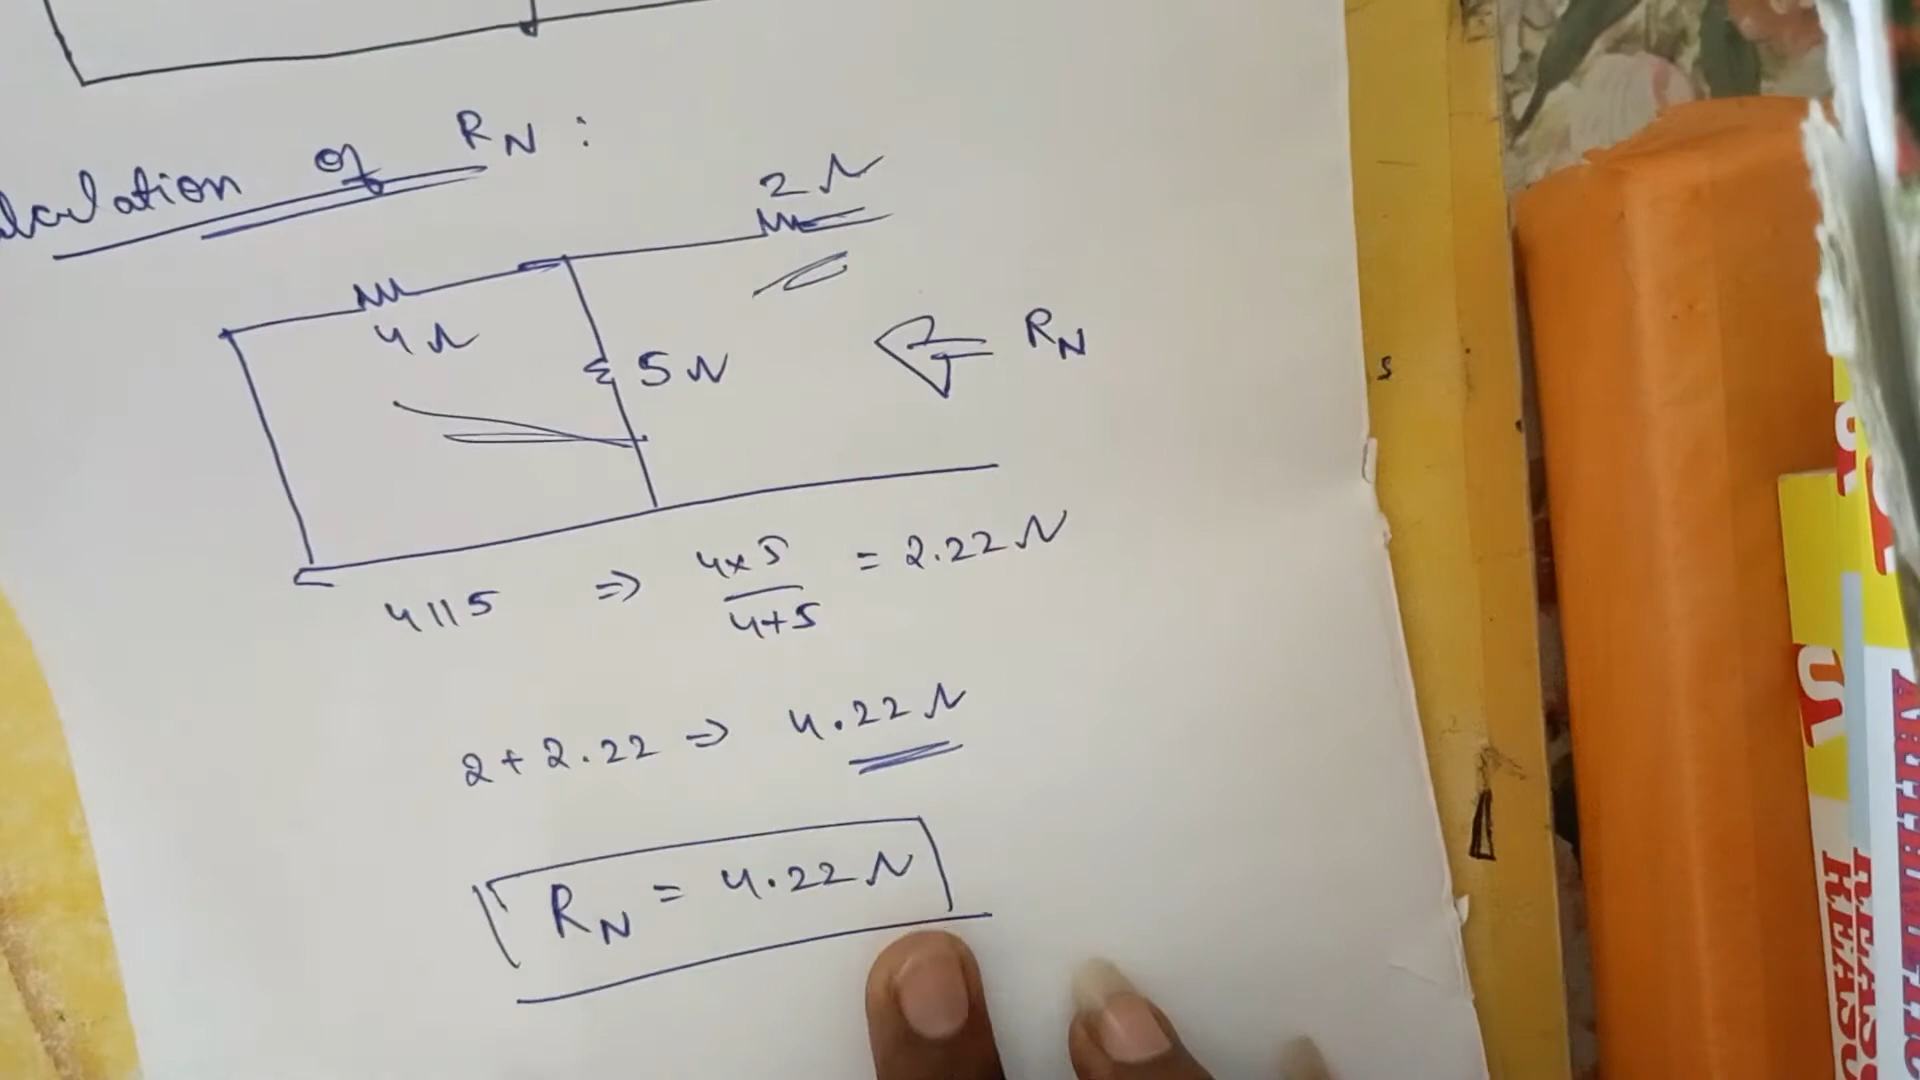 lculation of RN :
2 Ω
4 Ω
5 Ω
RN
4 || 5 ⇒ 4×5 / 4+5 = 2.22 Ω
2 + 2.22 ⇒ 4.22 Ω
RN = 4.22 Ω